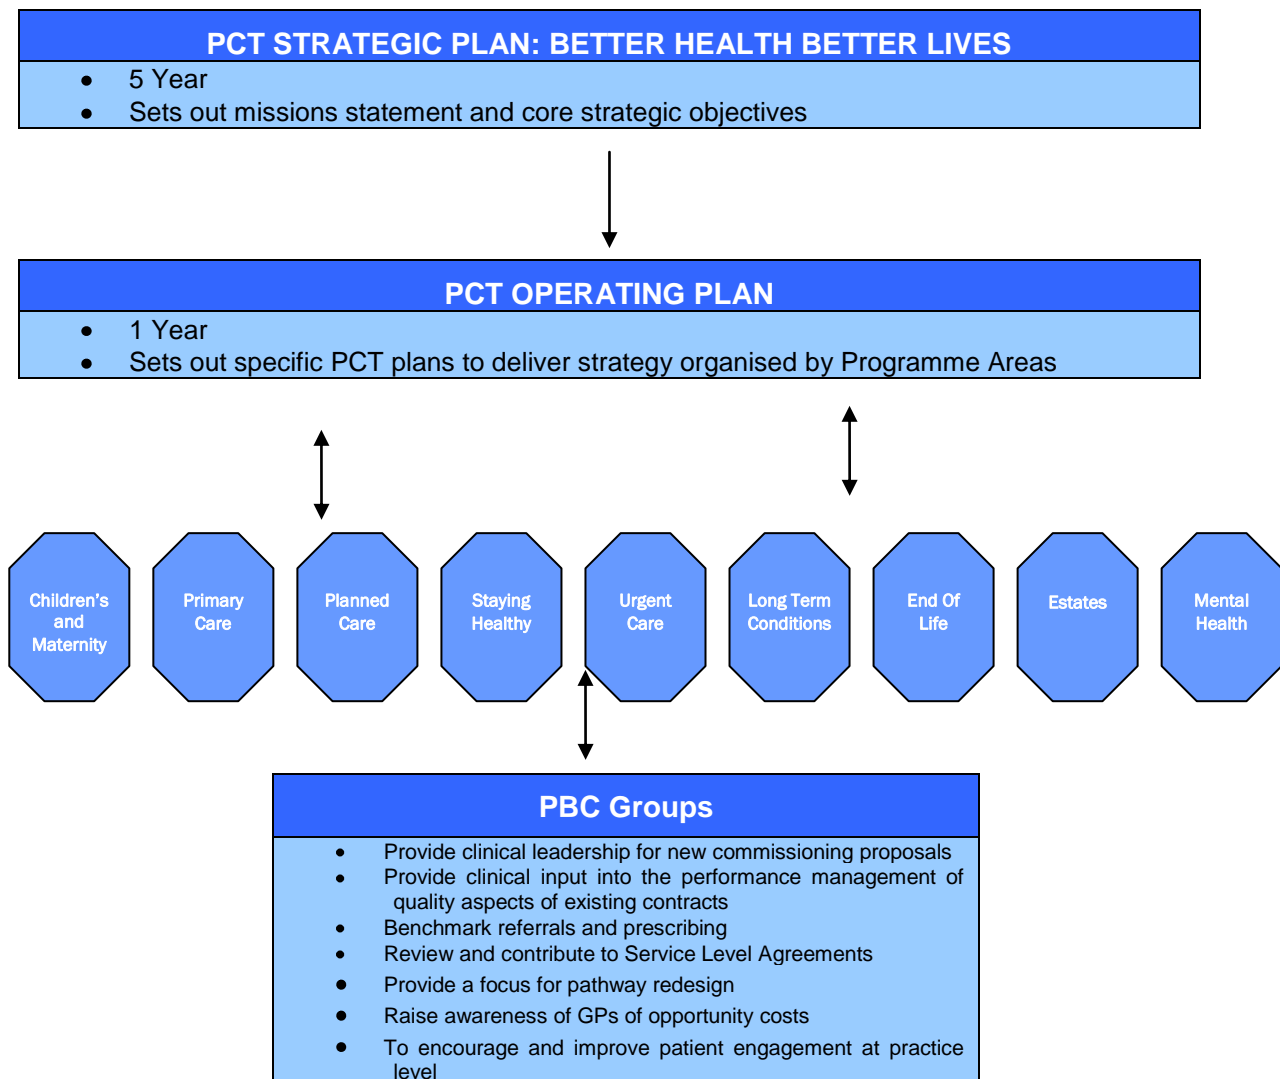 PCT STRATEGIC PLAN: BETTER HEALTH BETTER LIVES
• 5 Year
• Sets out missions statement and core strategic objectives
PCT OPERATING PLAN
• 1 Year
• Sets out specific PCT plans to deliver strategy organised by Programme Areas
Children's
and
Maternity
Primary
Care
Planned
Care
Staying
Healthy
Urgent
Care
Long Term
Conditions
End Of
Life
Estates
Mental
Health
PBC Groups
• Provide clinical leadership for new commissioning proposals
• Provide clinical input into the performance management of
quality aspects of existing contracts
• Benchmark referrals and prescribing
• Review and contribute to Service Level Agreements
• Provide a focus for pathway redesign
• Raise awareness of GPs of opportunity costs
• To encourage and improve patient engagement at practice
level